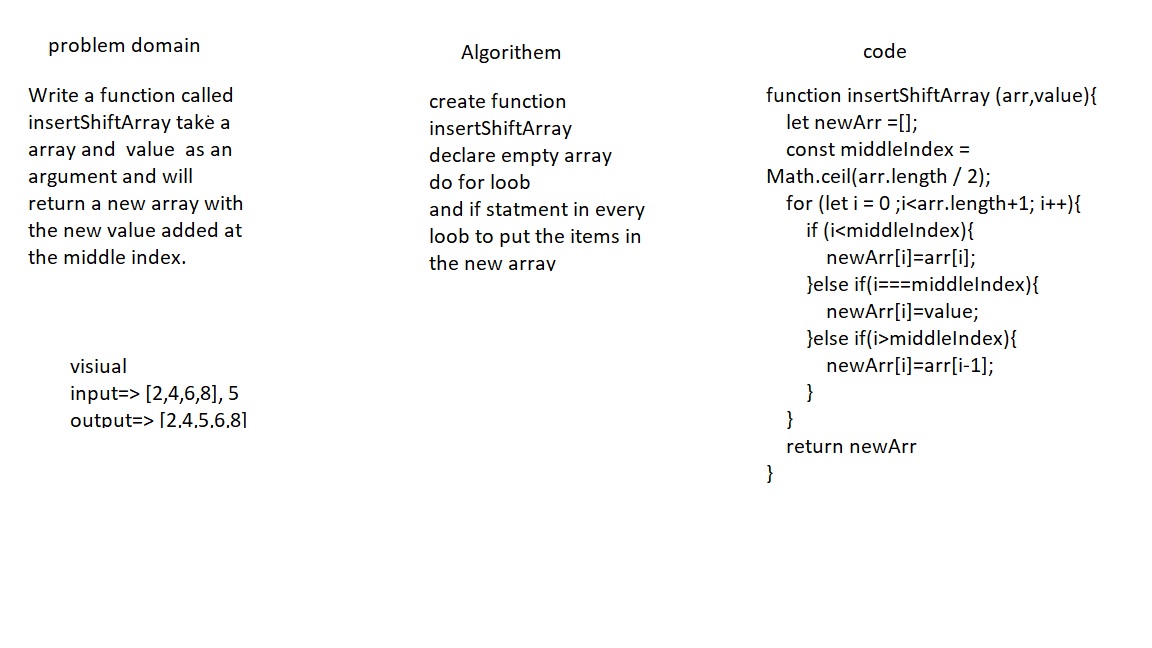 problem domain
Write a function called
insertShiftArray take a
array and  value  as an
argument and will
return a new array with
the new value added at
the middle index.
visiual
input=> [2,4,6,8], 5
output=> [2,4,5,6,8]
Algorithem
create function
insertShiftArray
declare empty array
do for loob
and if statment in every
loob to put the items in
the new array
code
function insertShiftArray (arr,value){
let newArr =[];
const middleIndex =
Math.ceil(arr.length / 2);
for (let i = 0 ;i<arr.length+1; i++){
if (i<middleIndex){
newArr[i]=arr[i];
}else if(i===middleIndex){
newArr[i]=value;
}else if(i>middleIndex){
newArr[i]=arr[i-1];
}
}
return newArr
}